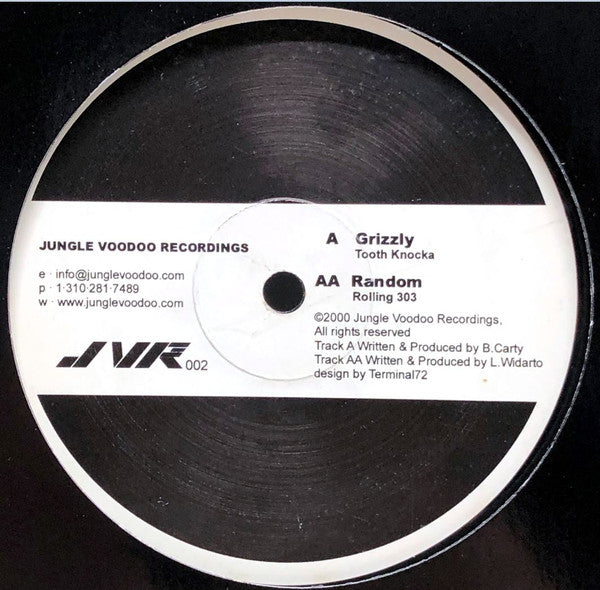 JUNGLE VOODOO RECORDINGS
e · info@junglevoodoo.com
p · 1·310·281·7489
w · www.junglevoodoo.com
JVR 002
A Grizzly
Tooth Knocka
AA Random
Rolling 303
©2000 Jungle Voodoo Recordings,
All rights reserved
Track A Written & Produced by B.Carty
Track AA Written & Produced by L.Widarto
design by Terminal72